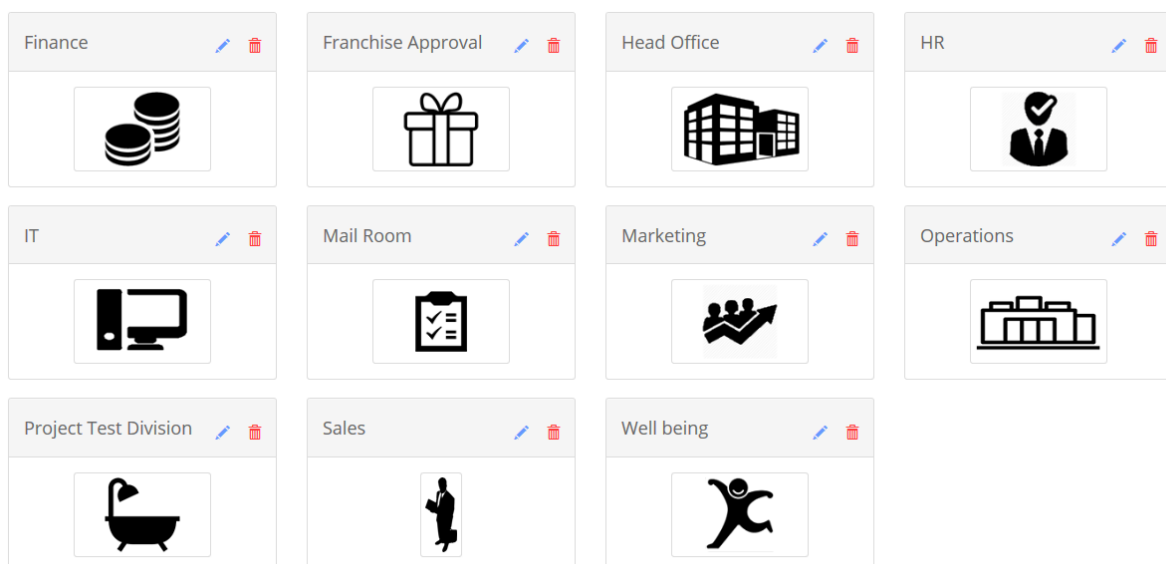 Finance
Franchise Approval
Head Office
HR
IT
Mail Room
Marketing
Operations
Project Test Division
Sales
Well being